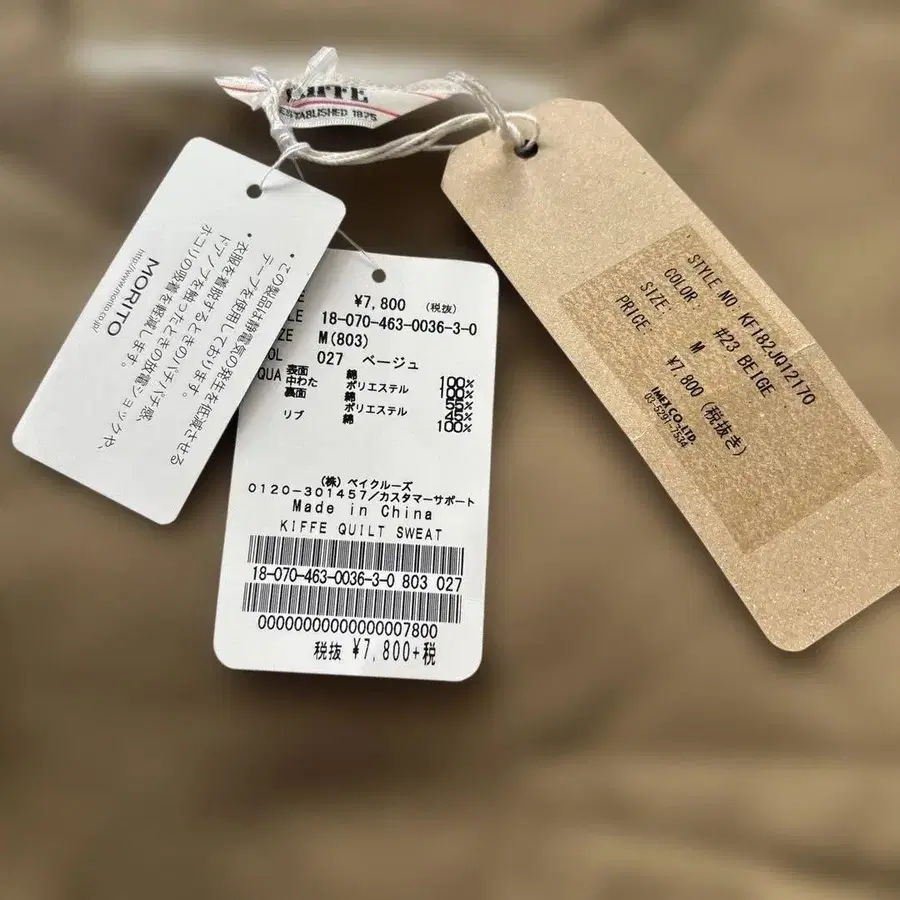 KIFFE
ESTABLISHED 1875
・この製品は静電気の発生を低減させる
テープを使用しております。
・衣服を着脱するときのパチパチ感、
ドアノブを触ったときの放電ショックや、
ホコリの吸着を軽減します。
MORITO
http://www.morito.co.jp/
¥7,800 (税抜)
18-070-463-0036-3-0
M(803)
027 ベージュ
QUA 表面 綿 100%
中わた ポリエステル 100%
裏面 綿 55%
ポリエステル 45%
リブ 綿 100%
(株) ベイクルーズ
0120-301457/カスタマーサポート
Made in China
KIFFE QUILT SWEAT
18-070-463-0036-3-0 803 027
00000000000000007800
税抜 ¥7,800+税
STYLE NO KF182JQ12170
COLOR #23 BEIGE
SIZE: M
PRICE ¥7,800 (税抜き)
IMEX CO.,LTD.
03-5291-7534